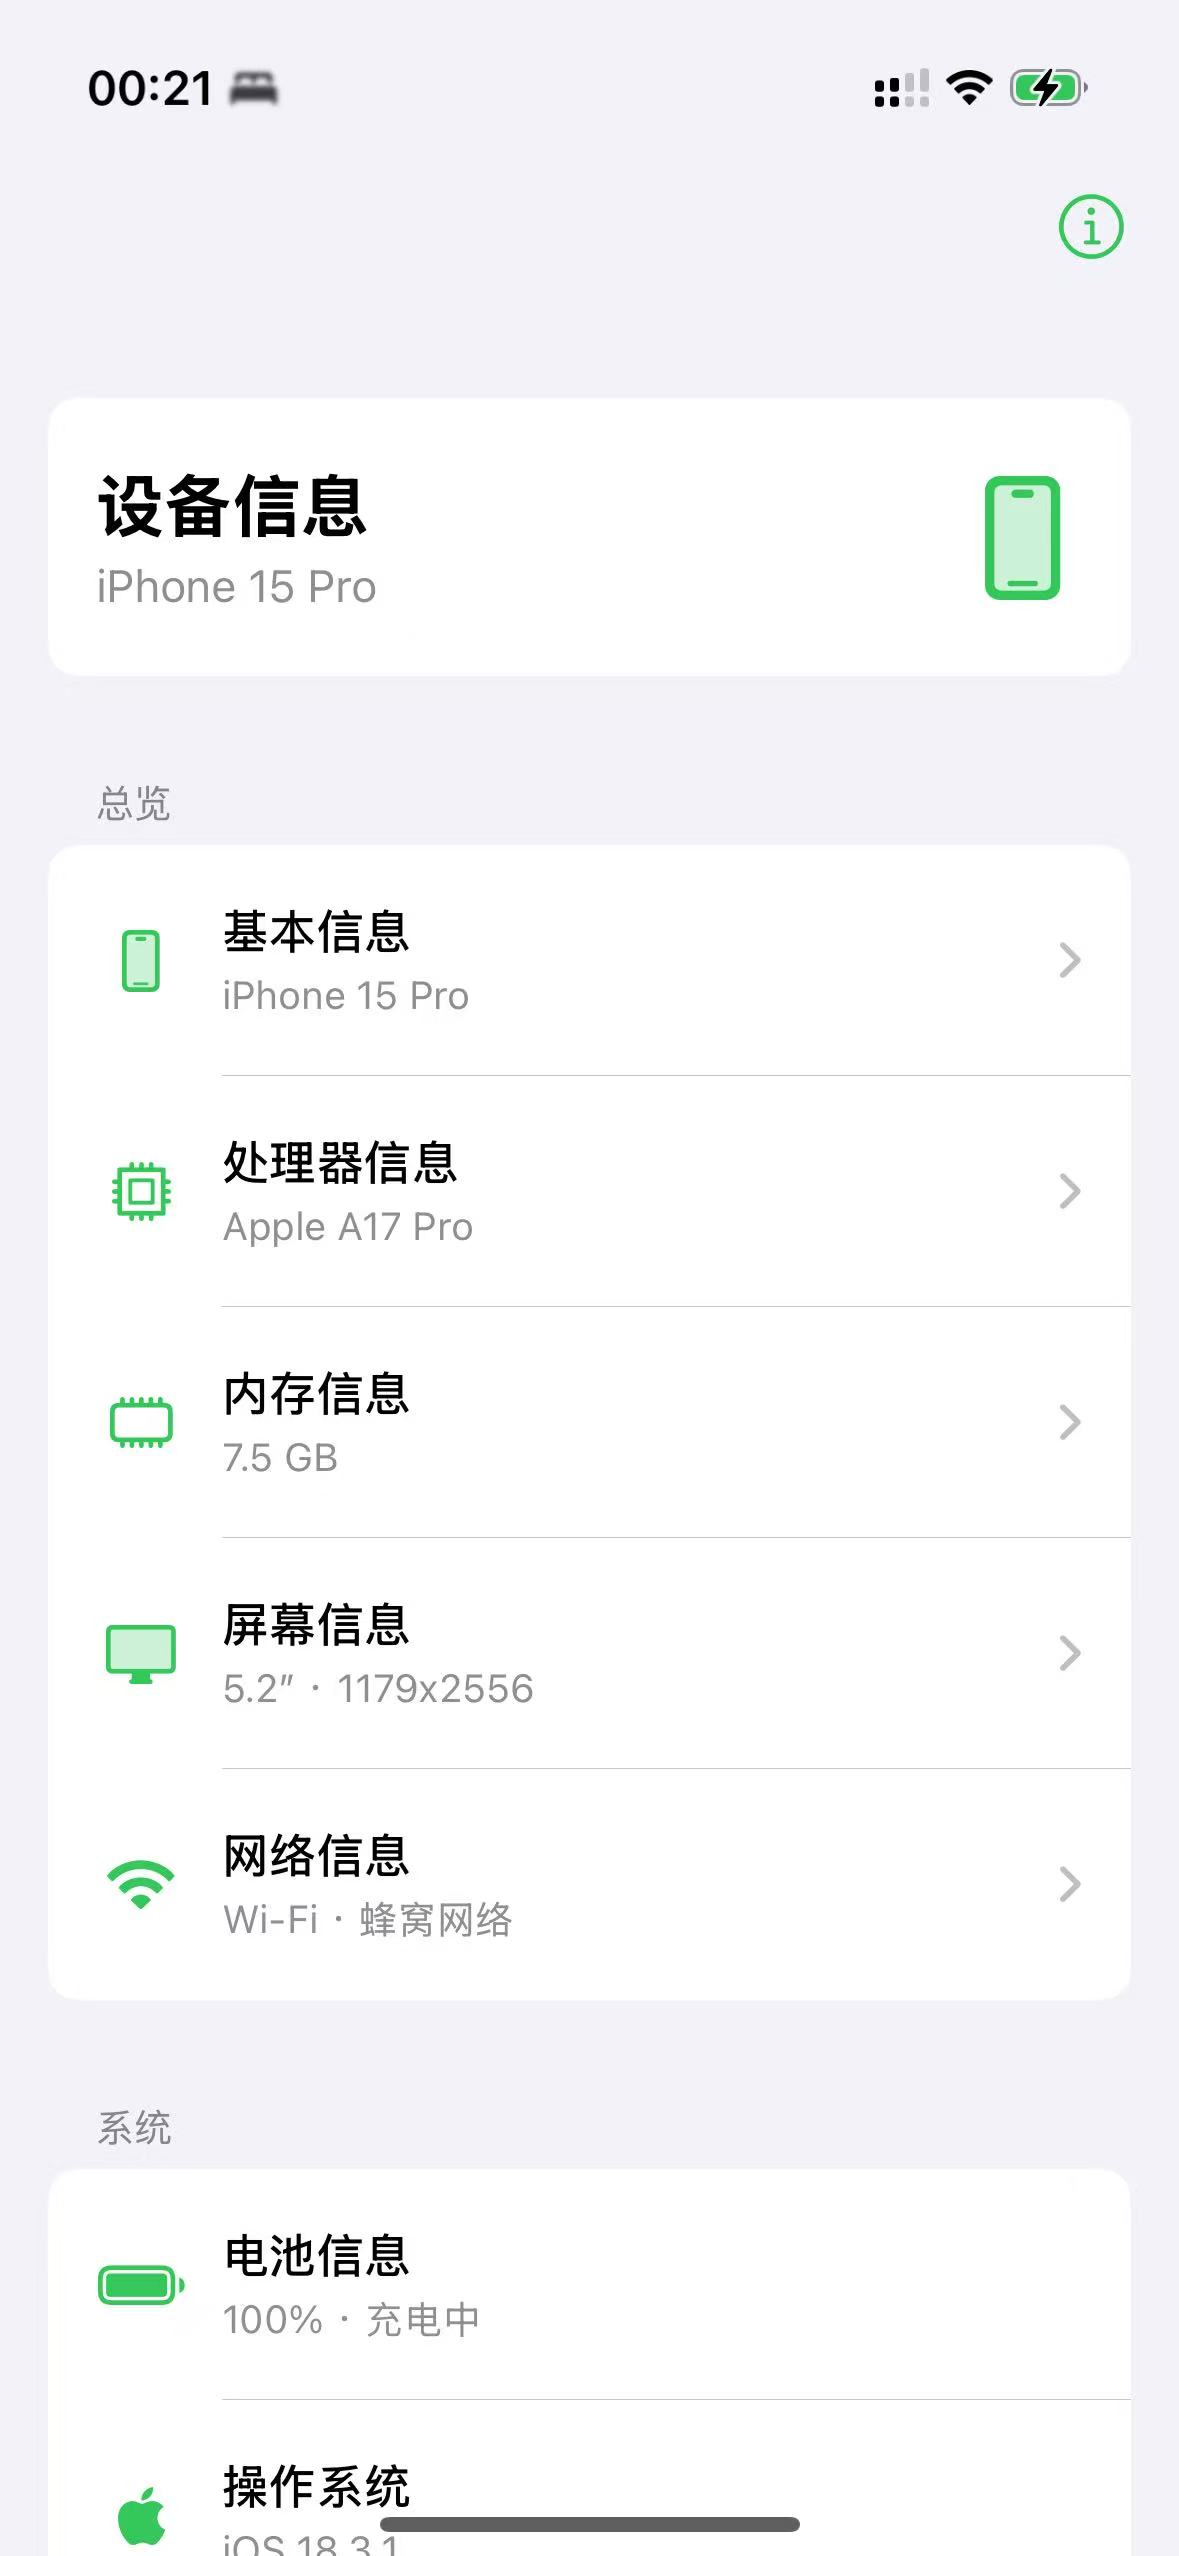 00:21
设备信息
iPhone 15 Pro
总览
基本信息
iPhone 15 Pro
处理器信息
Apple A17 Pro
内存信息
7.5 GB
屏幕信息
5.2" · 1179x2556
网络信息
Wi-Fi · 蜂窝网络
系统
电池信息
100% · 充电中
操作系统
iOS 18.3.1